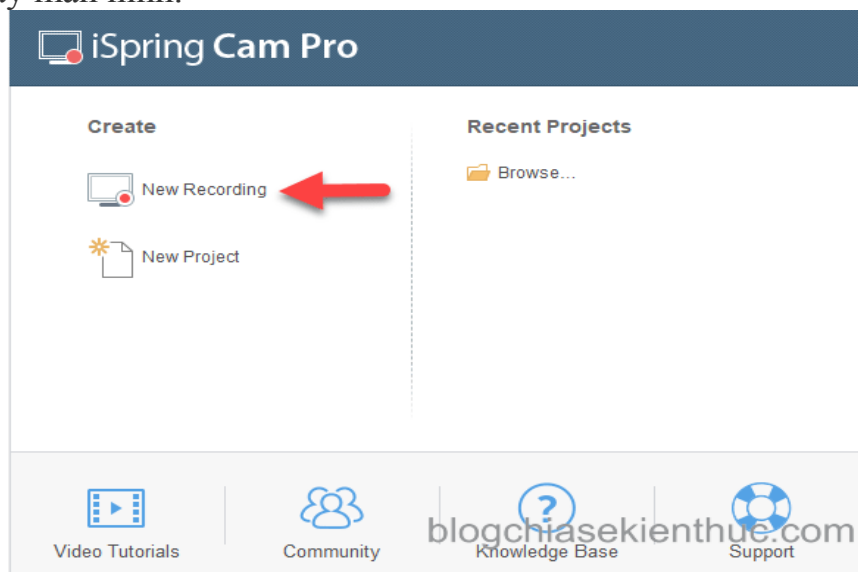 iSpring Cam Pro
Create
New Recording
New Project
Recent Projects
Browse...
Video Tutorials
Community
Knowledge Base
Support
blogchiasekienthuc.com